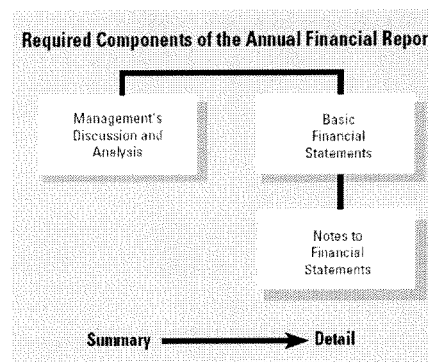 Required Components of the Annual Financial Repor
Management's
Discussion and
Analysis
Basic
Financial
Statements
Notes to
Financial
Statements
Summary
Detail